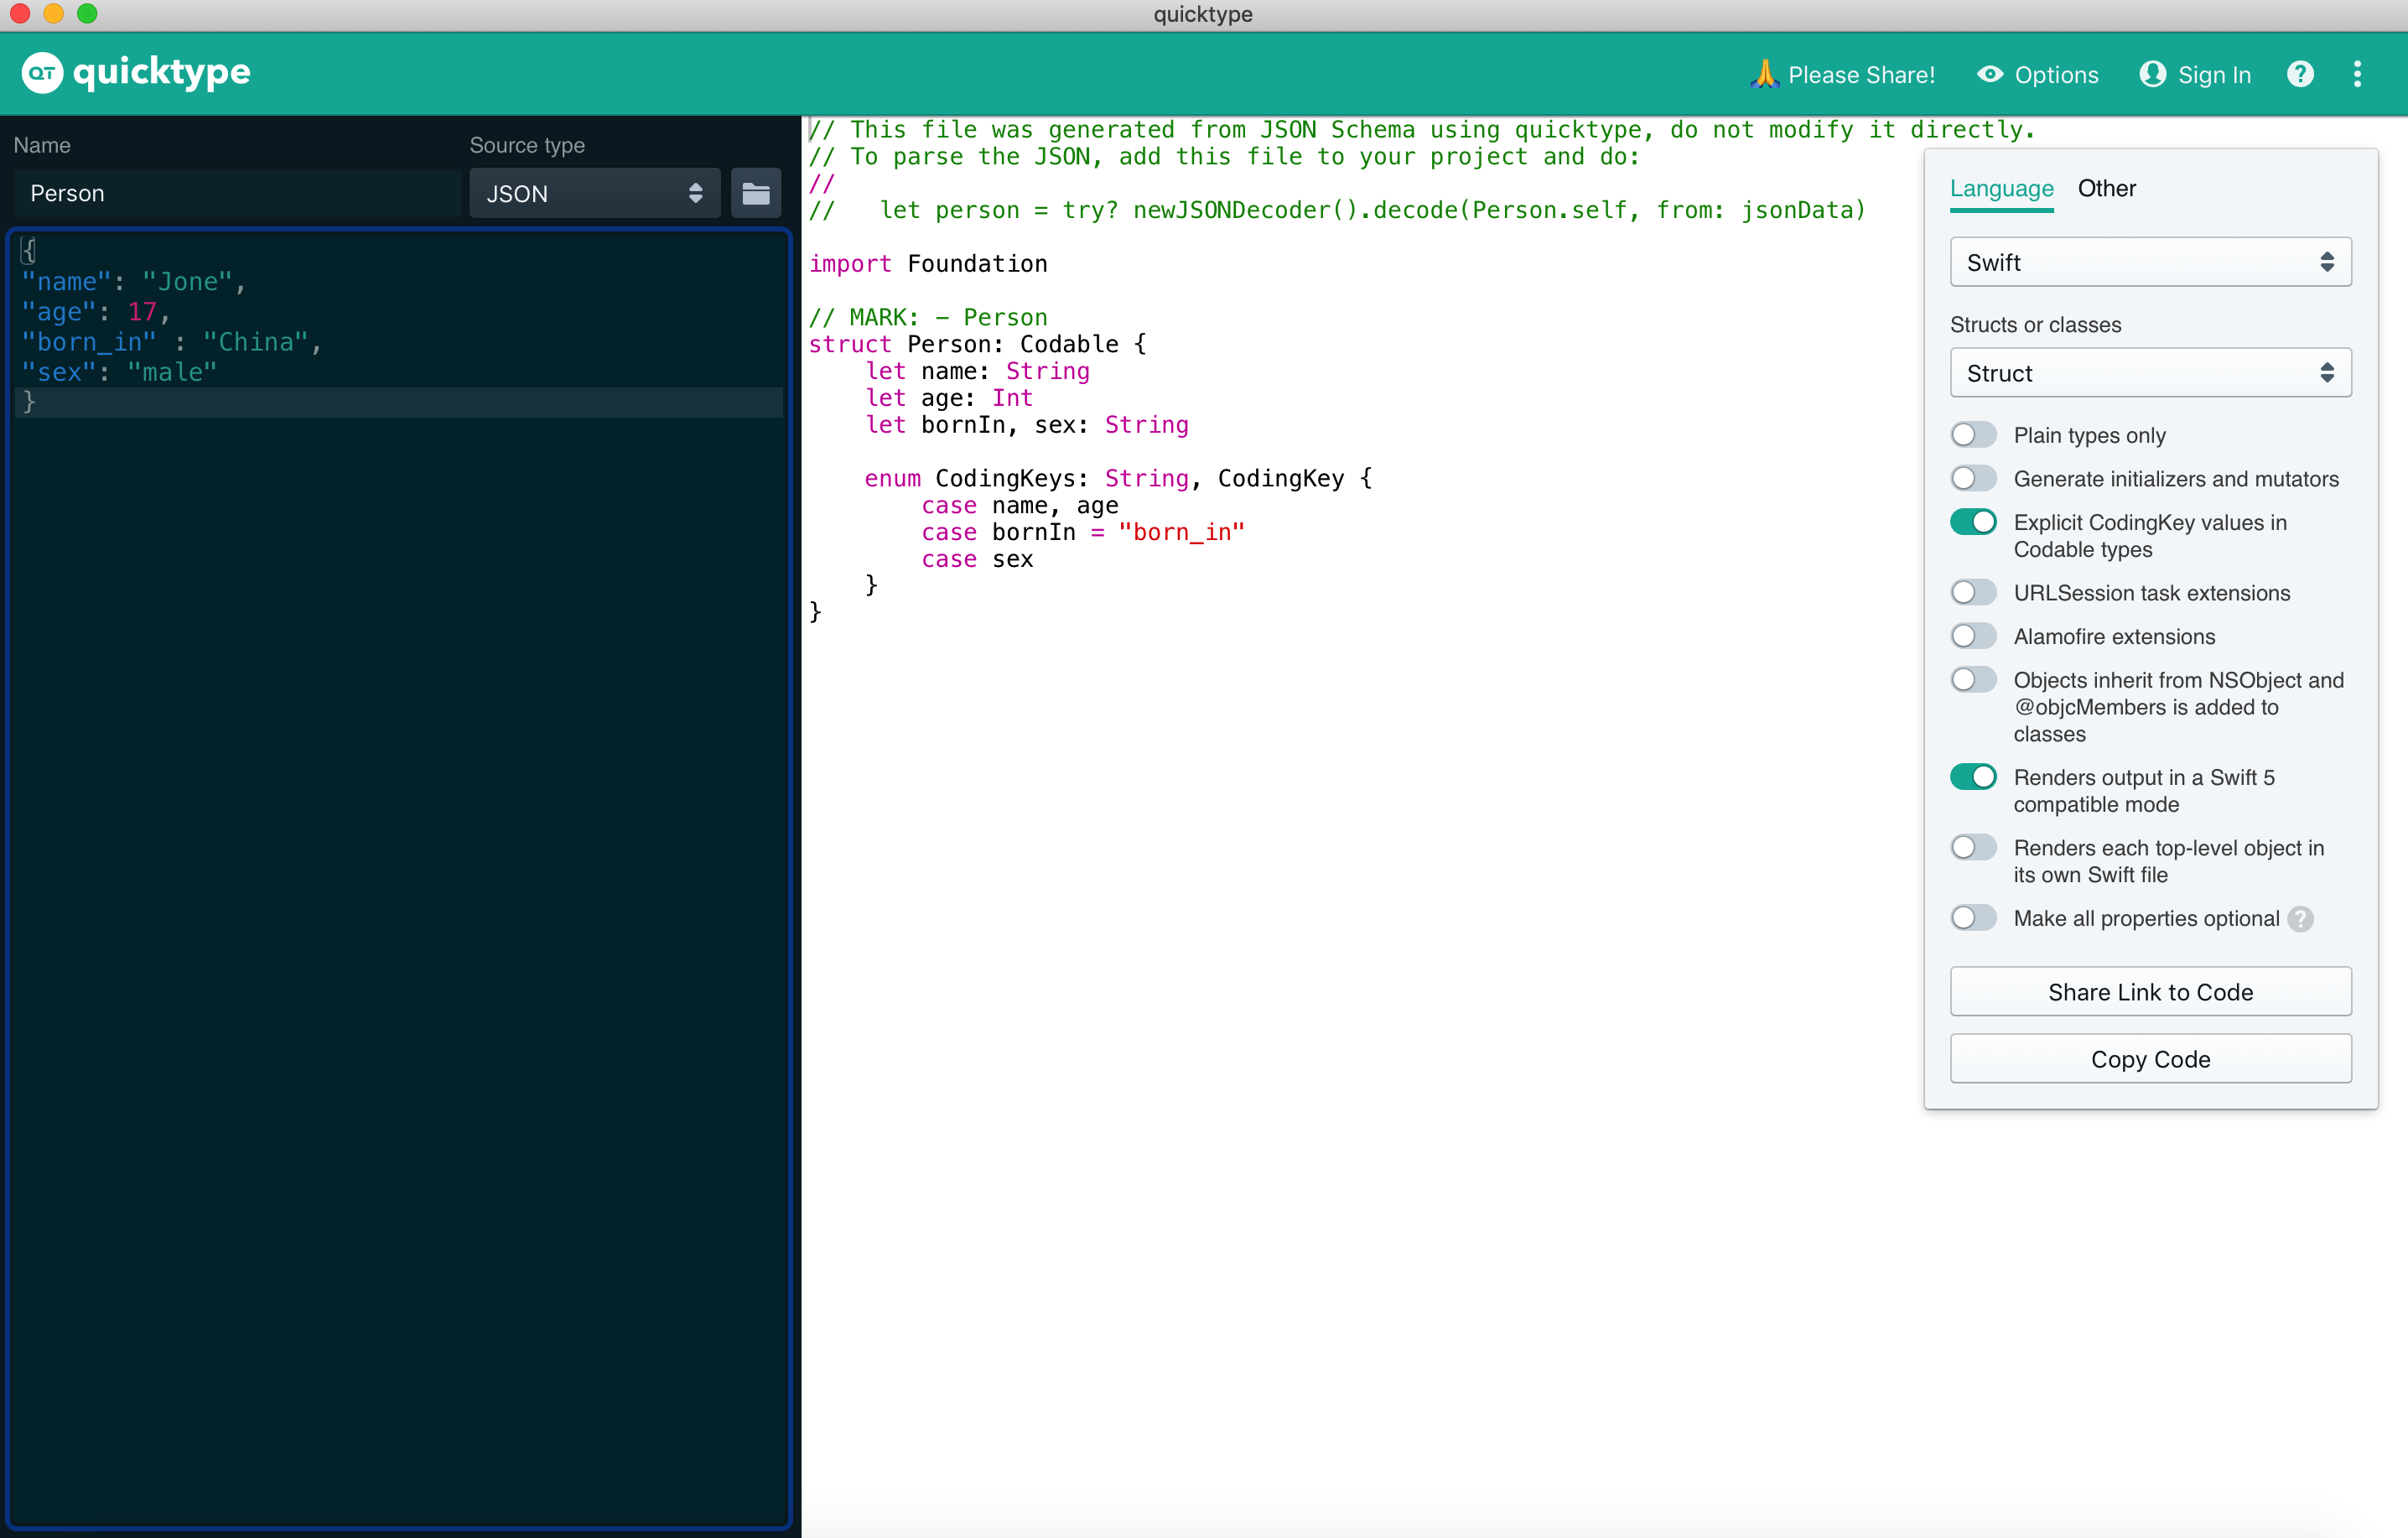 quicktype
QT quicktype
🙏 Please Share!
Options
Sign In
?
Name
Source type
Person
JSON
{
"name": "Jone",
"age": 17,
"born_in" : "China",
"sex": "male"
}
// This file was generated from JSON Schema using quicktype, do not modify it directly.
// To parse the JSON, add this file to your project and do:
//
//   let person = try? newJSONDecoder().decode(Person.self, from: jsonData)
import Foundation
// MARK: - Person
struct Person: Codable {
    let name: String
    let age: Int
    let bornIn, sex: String
    enum CodingKeys: String, CodingKey {
        case name, age
        case bornIn = "born_in"
        case sex
    }
}
Language
Other
Swift
Structs or classes
Struct
Plain types only
Generate initializers and mutators
Explicit CodingKey values in
Codable types
URLSession task extensions
Alamofire extensions
Objects inherit from NSObject and
@objcMembers is added to
classes
Renders output in a Swift 5
compatible mode
Renders each top-level object in
its own Swift file
Make all properties optional ?
Share Link to Code
Copy Code